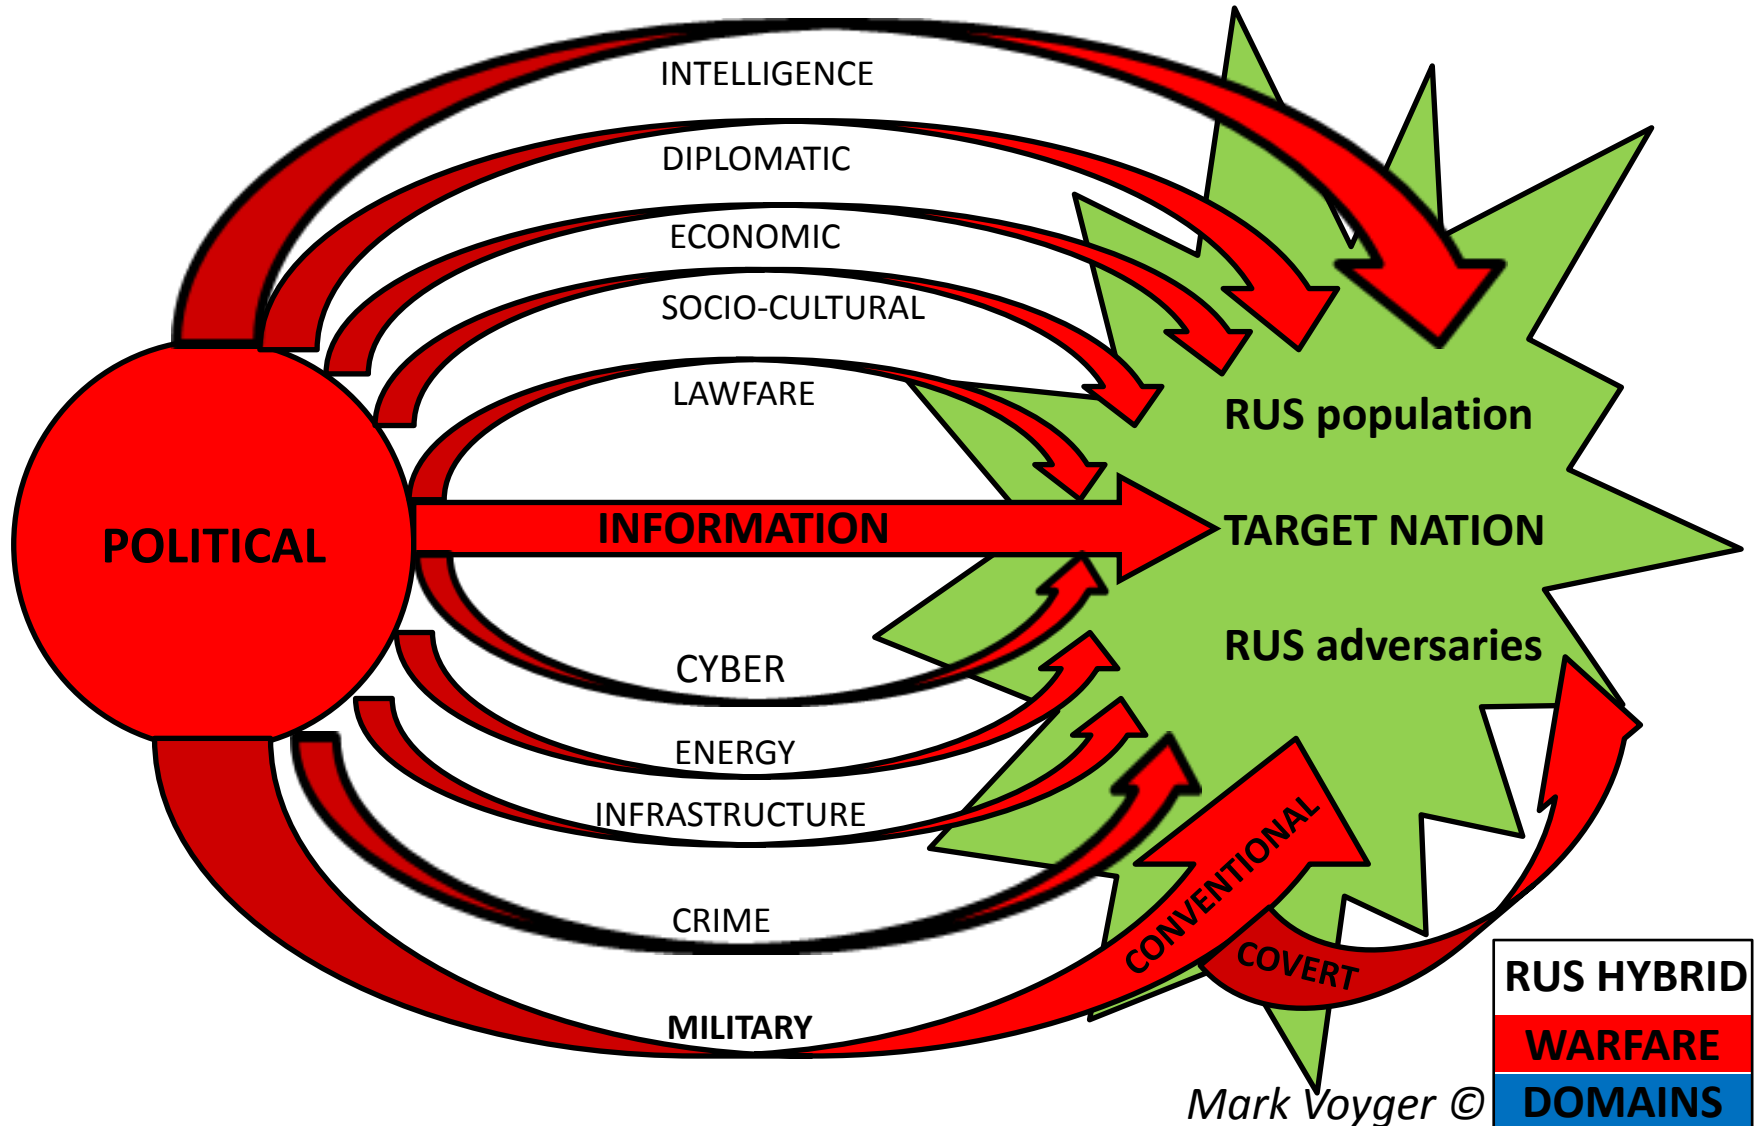 INTELLIGENCE
DIPLOMATIC
ECONOMIC
SOCIO-CULTURAL
LAWFARE
RUS population
POLITICAL
INFORMATION
TARGET NATION
CYBER
RUS adversaries
ENERGY
INFRASTRUCTURE
CRIME
CONVENTIONAL
COVERT
MILITARY
RUS HYBRID
WARFARE
DOMAINS
Mark Voyger ©